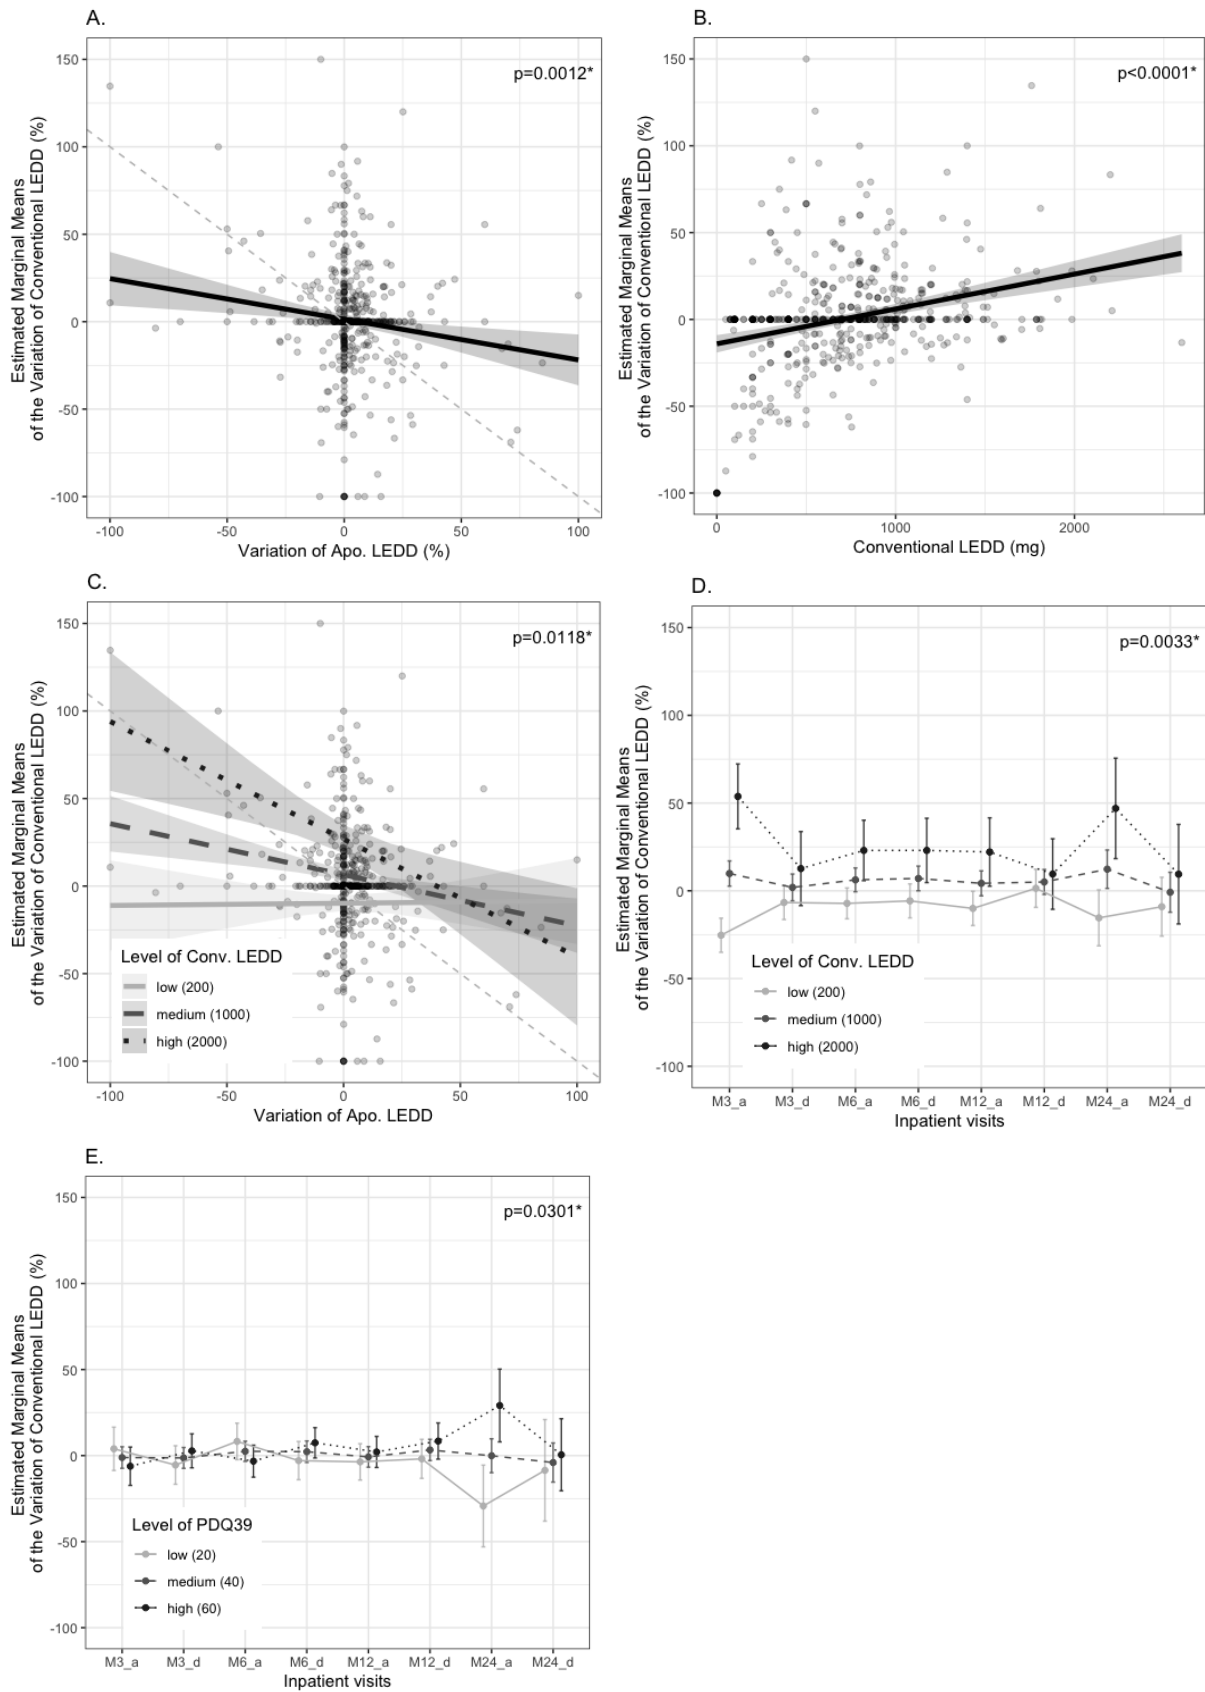 A.
p=0.0012*
Estimated Marginal Means
of the Variation of Conventional LEDD (%)
150
100
50
0
-50
-100
-100 -50 0 50 100
Variation of Apo. LEDD (%)
B.
p<0.0001*
Estimated Marginal Means
of the Variation of Conventional LEDD (%)
150
100
50
0
-50
-100
0 1000 2000
Conventional LEDD (mg)
C.
p=0.0118*
Estimated Marginal Means
of the Variation of Conventional LEDD (%)
150
100
50
0
-50
-100
Level of Conv. LEDD
low (200)
medium (1000)
high (2000)
-100 -50 0 50 100
Variation of Apo. LEDD
D.
p=0.0033*
Estimated Marginal Means
of the Variation of Conventional LEDD (%)
150
100
50
0
-50
-100
Level of Conv. LEDD
low (200)
medium (1000)
high (2000)
M3_a M3_d M6_a M6_d M12_a M12_d M24_a M24_d
Inpatient visits
E.
p=0.0301*
Estimated Marginal Means
of the Variation of Conventional LEDD (%)
150
100
50
0
-50
-100
Level of PDQ39
low (20)
medium (40)
high (60)
M3_a M3_d M6_a M6_d M12_a M12_d M24_a M24_d
Inpatient visits